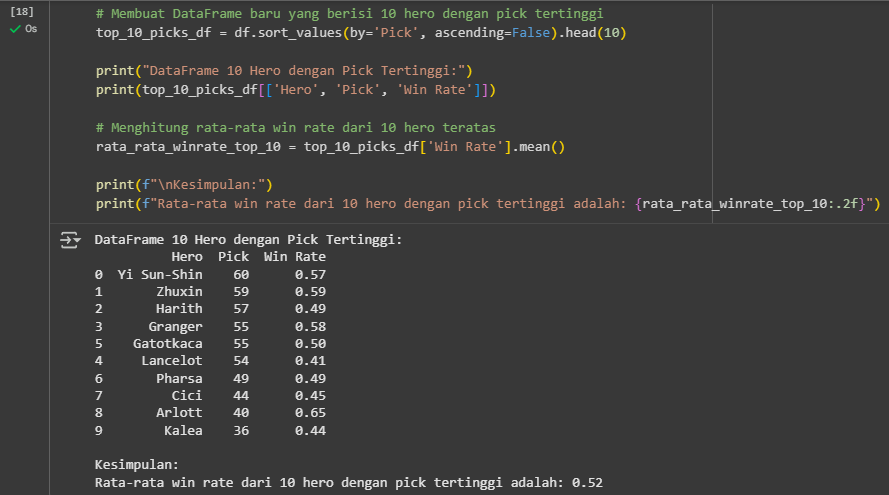 [18]
0s
# Membuat DataFrame baru yang berisi 10 hero dengan pick tertinggi
top_10_picks_df = df.sort_values(by='Pick', ascending=False).head(10)
print("DataFrame 10 Hero dengan Pick Tertinggi:")
print(top_10_picks_df[['Hero', 'Pick', 'Win Rate']])
# Menghitung rata-rata win rate dari 10 hero teratas
rata_rata_winrate_top_10 = top_10_picks_df['Win Rate'].mean()
print(f"\nKesimpulan:")
print(f"Rata-rata win rate dari 10 hero dengan pick tertinggi adalah: {rata_rata_winrate_top_10:.2f}")
DataFrame 10 Hero dengan Pick Tertinggi:
Hero Pick Win Rate
0 Yi Sun-Shin 60 0.57
1 Zhuxin 59 0.59
2 Harith 57 0.49
3 Granger 55 0.58
5 Gatotkaca 55 0.50
4 Lancelot 54 0.41
6 Pharsa 49 0.49
7 Cici 44 0.45
8 Arlott 40 0.65
9 Kalea 36 0.44
Kesimpulan:
Rata-rata win rate dari 10 hero dengan pick tertinggi adalah: 0.52